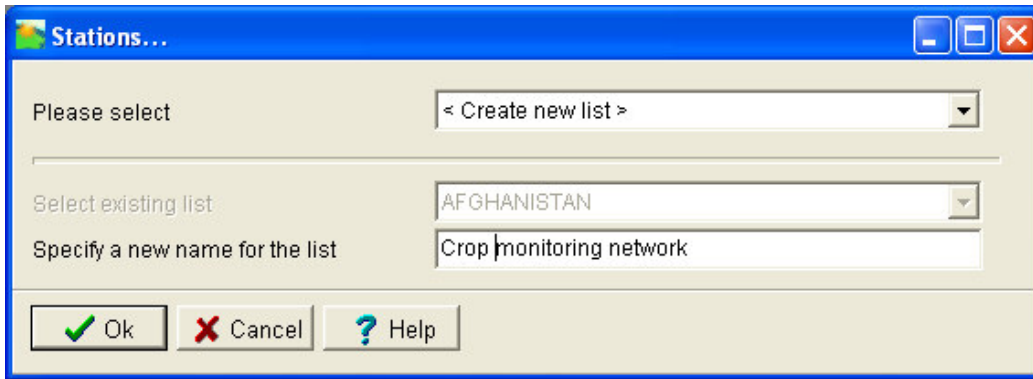 Stations...
Please select < Create new list >
Select existing list AFGHANISTAN
Specify a new name for the list Crop monitoring network
Ok Cancel ? Help